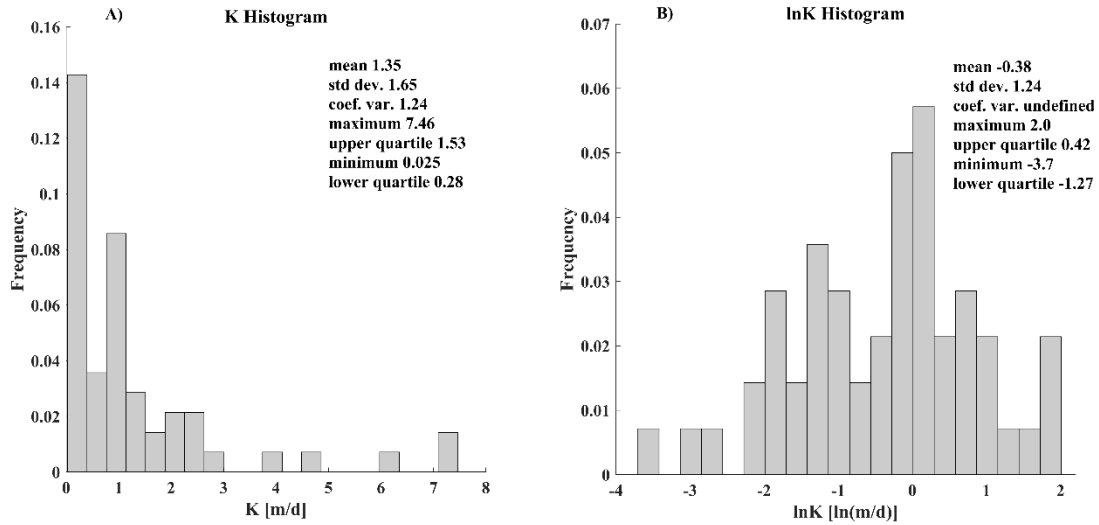 A)
K Histogram
mean 1.35
std dev. 1.65
coef. var. 1.24
maximum 7.46
upper quartile 1.53
minimum 0.025
lower quartile 0.28
0.16
0.14
0.12
0.1
0.08
0.06
0.04
0.02
0
Frequency
0 1 2 3 4 5 6 7 8
K [m/d]
B)
lnK Histogram
mean -0.38
std dev. 1.24
coef. var. undefined
maximum 2.0
upper quartile 0.42
minimum -3.7
lower quartile -1.27
0.07
0.06
0.05
0.04
0.03
0.02
0.01
0
Frequency
-4 -3 -2 -1 0 1 2
lnK [ln(m/d)]